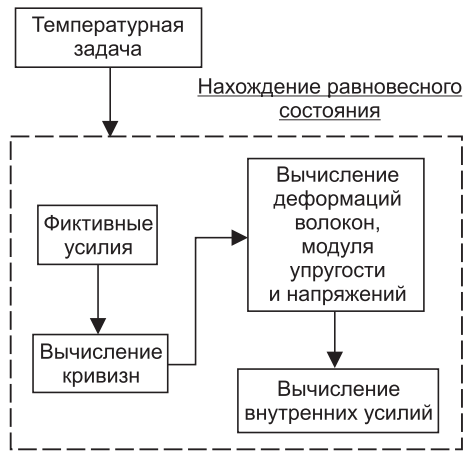 Температурная
задача
Нахождение равновесного
состояния
Фиктивные
усилия
Вычисление
кривизн
Вычисление
деформаций
волокон,
модуля
упругости
и напряжений
Вычисление
внутренних усилий